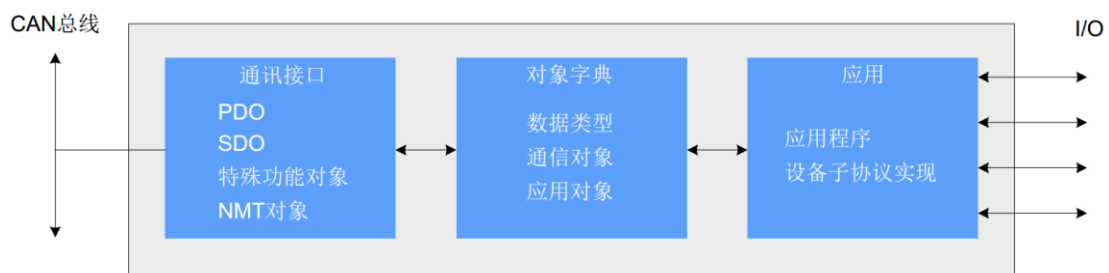 CAN总线
I/O
通讯接口
PDO
SDO
特殊功能对象
NMT对象
对象字典
数据类型
通信对象
应用对象
应用
应用程序
设备子协议实现